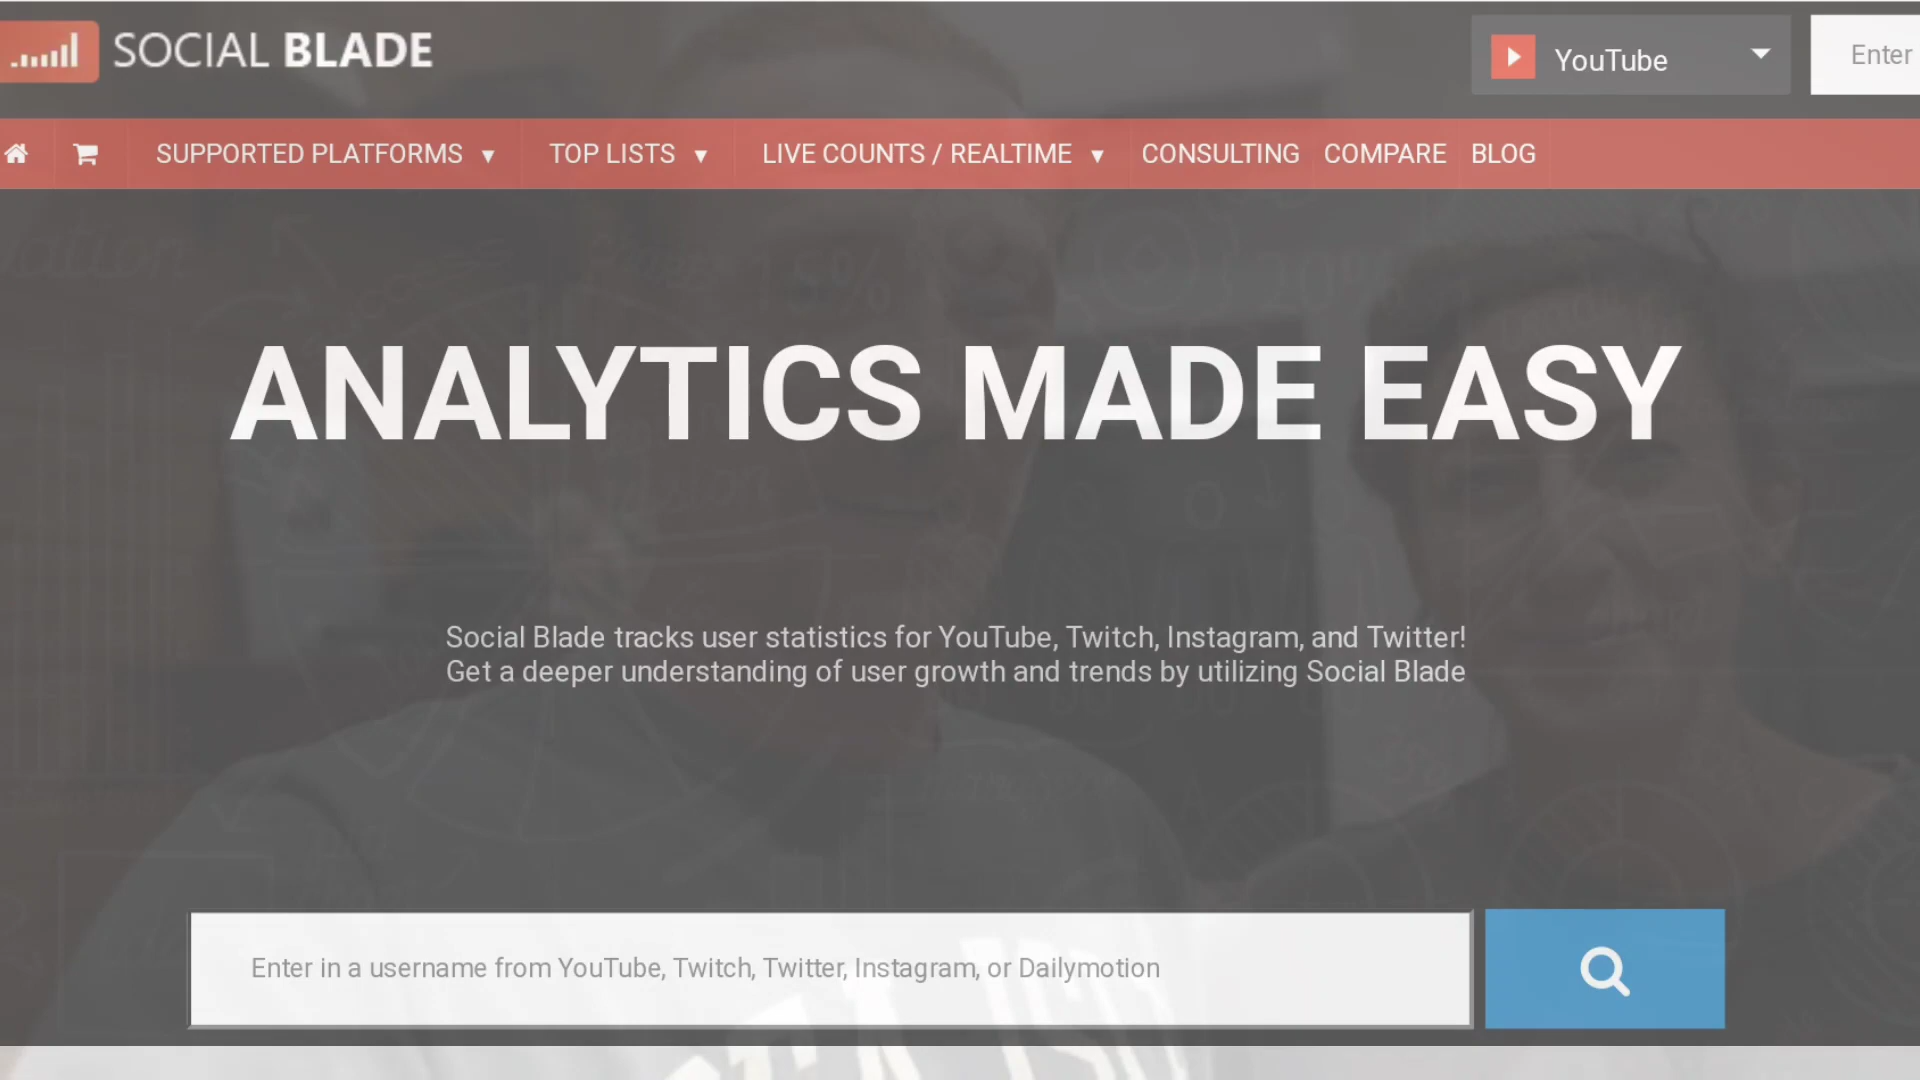 SOCIAL BLADE
YouTube
Enter
SUPPORTED PLATFORMS ▼
TOP LISTS ▼
LIVE COUNTS / REALTIME ▼
CONSULTING
COMPARE
BLOG
15%
20%
ANALYTICS MADE EASY
Social Blade tracks user statistics for YouTube, Twitch, Instagram, and Twitter!
Get a deeper understanding of user growth and trends by utilizing Social Blade
Enter in a username from YouTube, Twitch, Twitter, Instagram, or Dailymotion